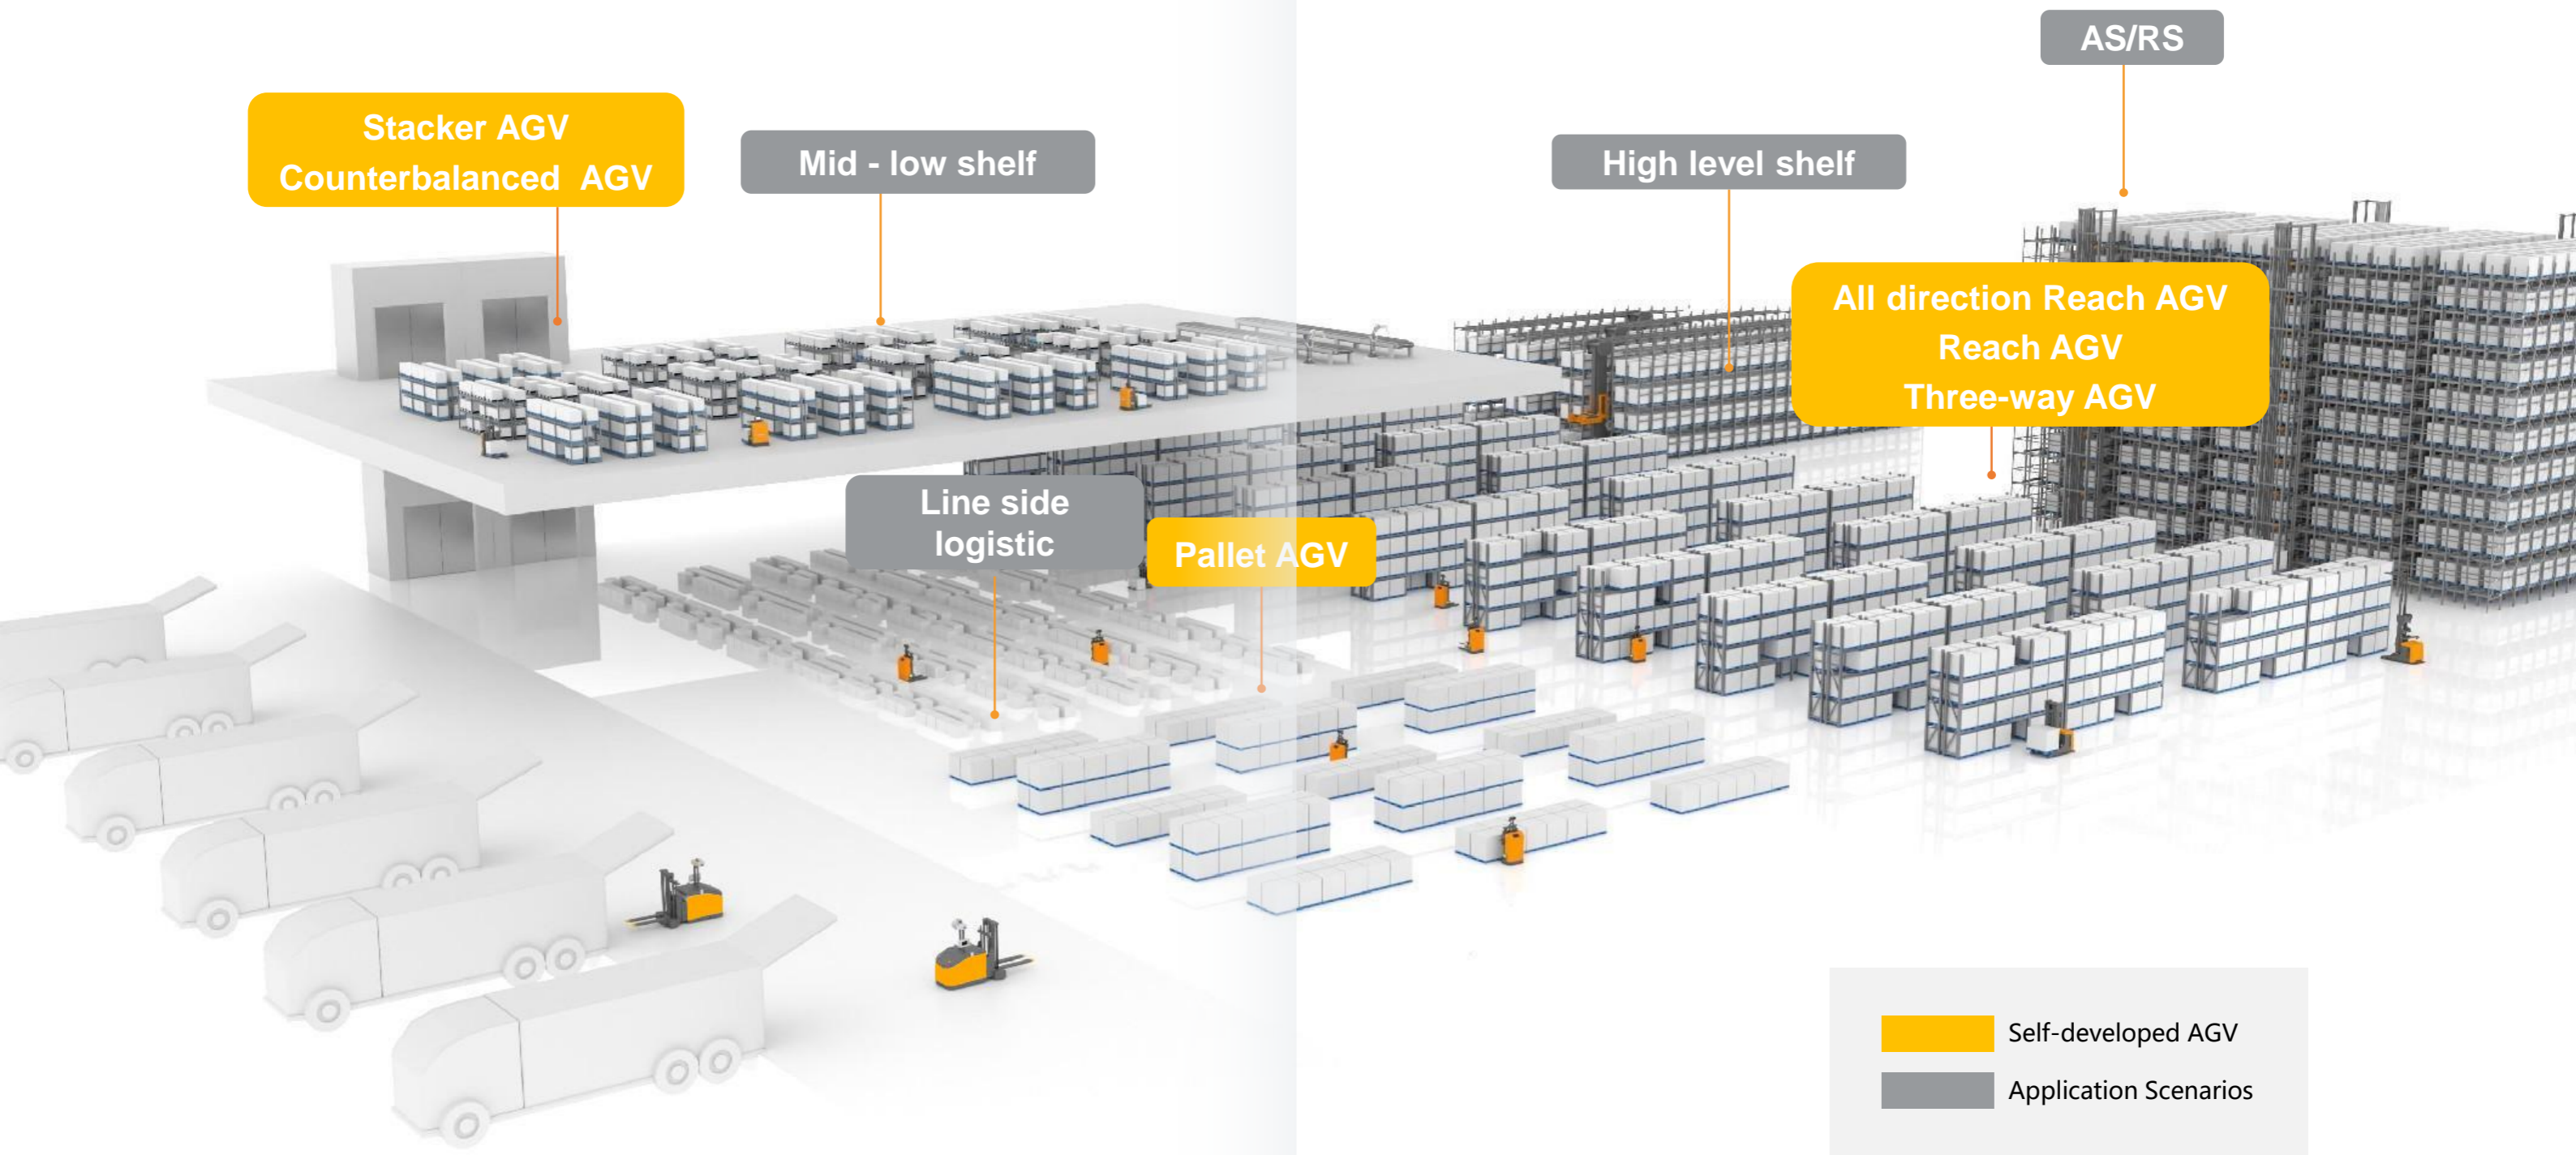 AS/RS
Stacker AGV
Counterbalanced AGV
Mid - low shelf
High level shelf
All direction Reach AGV
Reach AGV
Three-way AGV
Line side
logistic
Pallet AGV
Self-developed AGV
Application Scenarios